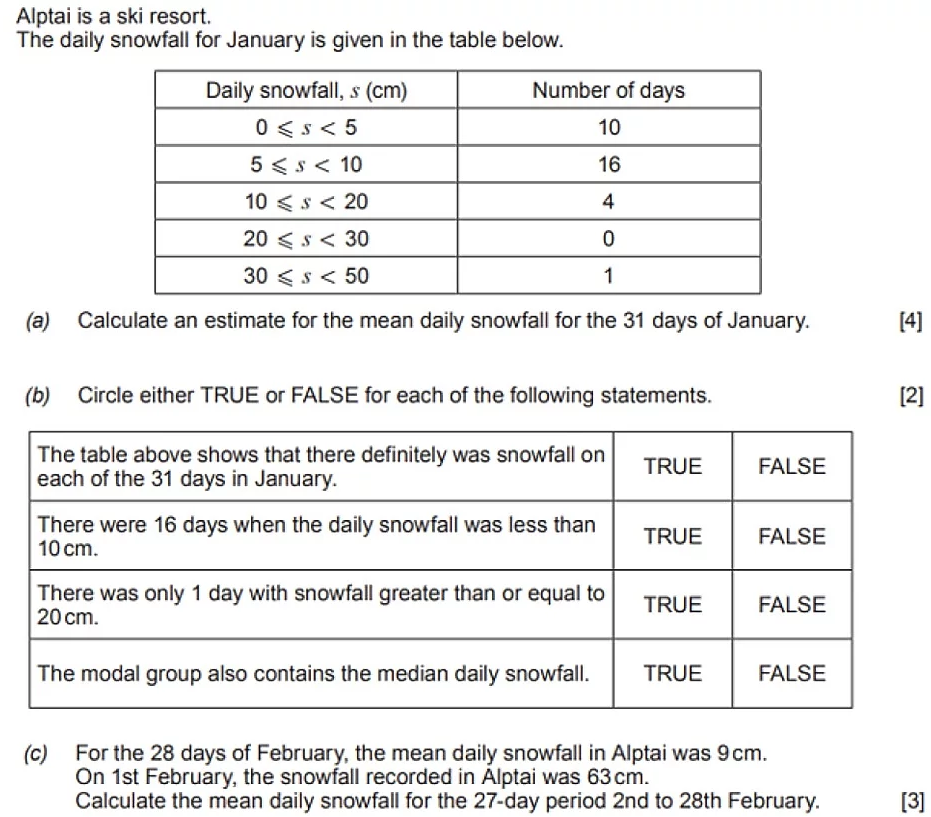 Alptai is a ski resort.
The daily snowfall for January is given in the table below.
Daily snowfall, s (cm) Number of days
0 ⩽ s < 5 10
5 ⩽ s < 10 16
10 ⩽ s < 20 4
20 ⩽ s < 30 0
30 ⩽ s < 50 1
(a) Calculate an estimate for the mean daily snowfall for the 31 days of January. [4]
(b) Circle either TRUE or FALSE for each of the following statements. [2]
The table above shows that there definitely was snowfall on
each of the 31 days in January.
TRUE FALSE
There were 16 days when the daily snowfall was less than
10 cm.
TRUE FALSE
There was only 1 day with snowfall greater than or equal to
20 cm.
TRUE FALSE
The modal group also contains the median daily snowfall. TRUE FALSE
(c) For the 28 days of February, the mean daily snowfall in Alptai was 9 cm.
On 1st February, the snowfall recorded in Alptai was 63 cm.
Calculate the mean daily snowfall for the 27-day period 2nd to 28th February. [3]